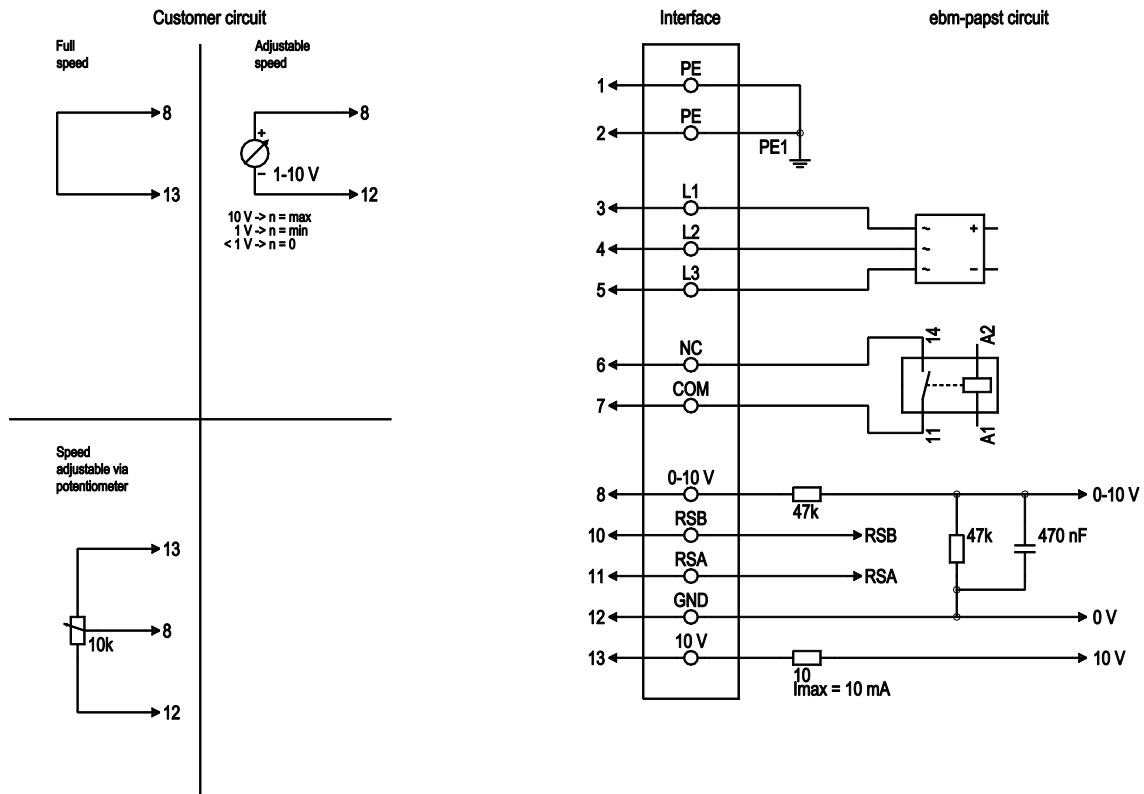 Customer circuit
Interface
ebm-papst circuit
Full
speed
8
13
Adjustable
speed
+
8
− 1-10 V
12
10 V -> n = max
1 V -> n = min
< 1 V -> n = 0
Speed
adjustable via
potentiometer
13
8
10k
12
1 PE
2 PE
PE1
3 L1
4 L2
5 L3
~ +
~
~ −
6 NC
7 COM
14
A2
11
A1
8 0-10 V
47k
0-10 V
10 RSB
RSB
47k
470 nF
11 RSA
RSA
12 GND
0 V
13 10 V
10
Imax = 10 mA
10 V